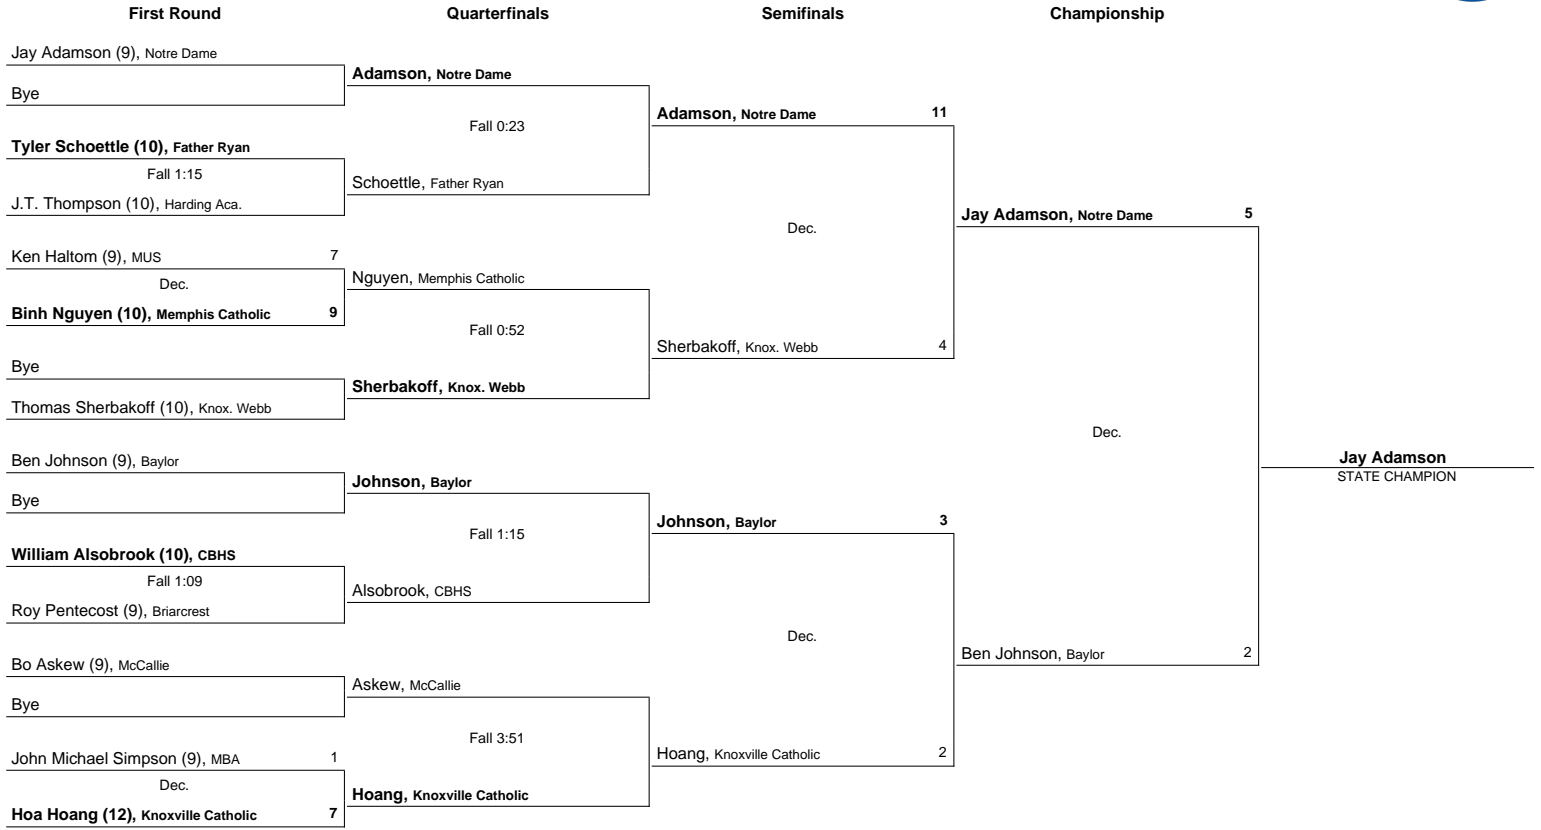 First Round Quarterfinals Semifinals Championship
Jay Adamson (9), Notre Dame
Bye
Tyler Schoettle (10), Father Ryan
Fall 1:15
J.T. Thompson (10), Harding Aca.
Ken Haltom (9), MUS 7
Dec.
Binh Nguyen (10), Memphis Catholic 9
Bye
Thomas Sherbakoff (10), Knox. Webb
Ben Johnson (9), Baylor
Bye
William Alsobrook (10), CBHS
Fall 1:09
Roy Pentecost (9), Briarcrest
Bo Askew (9), McCallie
Bye
John Michael Simpson (9), MBA 1
Dec.
Hoa Hoang (12), Knoxville Catholic 7
Adamson, Notre Dame
Fall 0:23
Schoettle, Father Ryan
Nguyen, Memphis Catholic
Fall 0:52
Sherbakoff, Knox. Webb
Johnson, Baylor
Fall 1:15
Alsobrook, CBHS
Askew, McCallie
Fall 3:51
Hoang, Knoxville Catholic
Adamson, Notre Dame 11
Dec.
Sherbakoff, Knox. Webb 4
Johnson, Baylor 3
Dec.
Hoang, Knoxville Catholic 2
Jay Adamson, Notre Dame 5
Dec.
Ben Johnson, Baylor 2
Jay Adamson
STATE CHAMPION